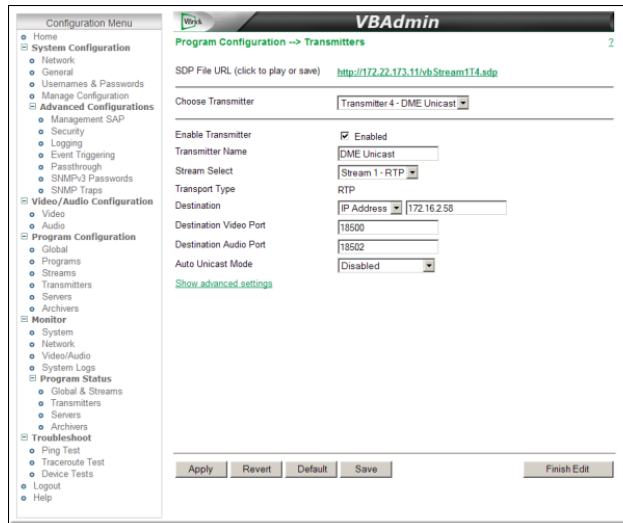 Configuration Menu
Home
System Configuration
Network
General
Usernames & Passwords
Manage Configuration
Advanced Configurations
Management SAP
Security
Logging
Event Triggering
Passthrough
SNMPv3 Passwords
SNMP Traps
Video/Audio Configuration
Video
Audio
Program Configuration
Global
Programs
Streams
Transmitters
Servers
Archivers
Monitor
System
Network
Video/Audio
System Logs
Program Status
Global & Streams
Transmitters
Servers
Archivers
Troubleshoot
Ping Test
Traceroute Test
Device Tests
Logout
Help
VBrick
VBAdmin
Program Configuration --> Transmitters ?
SDP File URL (click to play or save) http://172.22.173.11/vbStream1T4.sdp
Choose Transmitter Transmitter 4 - DME Unicast
Enable Transmitter Enabled
Transmitter Name DME Unicast
Stream Select Stream 1 - RTP
Transport Type RTP
Destination IP Address 172.16.2.58
Destination Video Port 18500
Destination Audio Port 18502
Auto Unicast Mode Disabled
Show advanced settings
Apply Revert Default Save Finish Edit